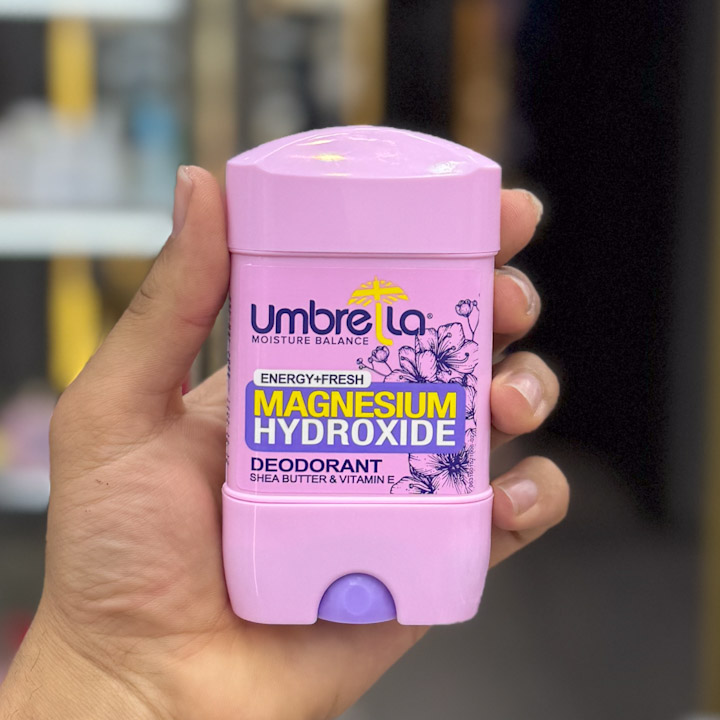 umbrella®
MOISTURE BALANCE
ENERGY+FRESH
MAGNESIUM
HYDROXIDE
DEODORANT
SHEA BUTTER & VITAMIN E